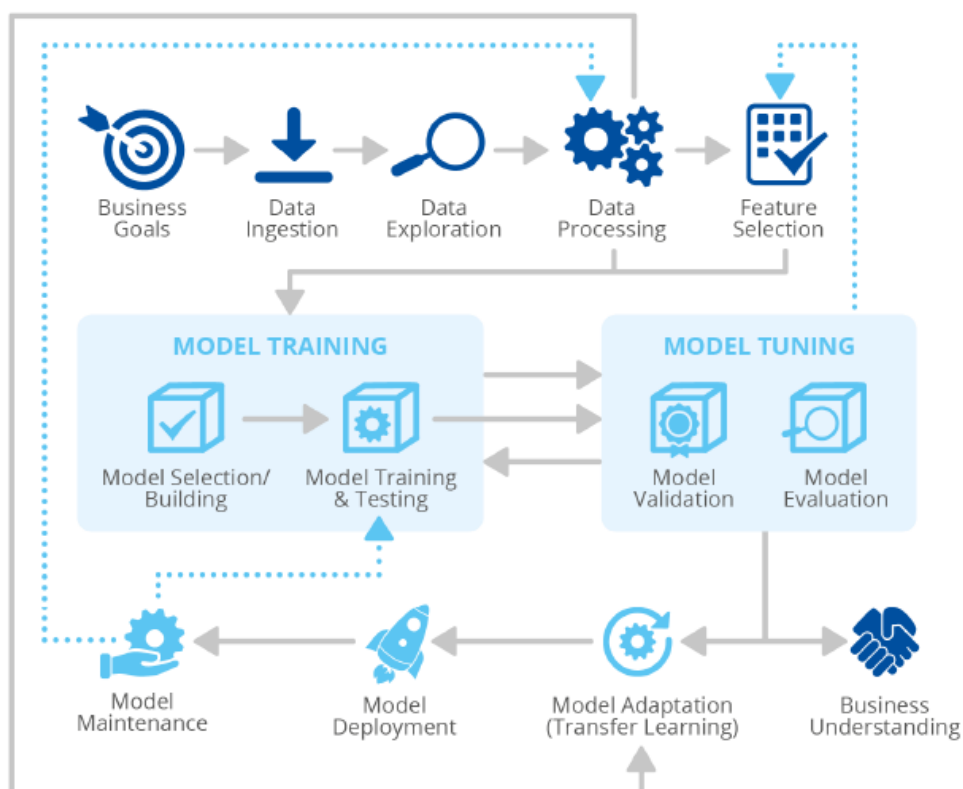 Business
Goals
Data
Ingestion
Data
Exploration
Data
Processing
Feature
Selection
MODEL TRAINING
Model Selection/
Building
Model Training
& Testing
MODEL TUNING
Model
Validation
Model
Evaluation
Model
Maintenance
Model
Deployment
Model Adaptation
(Transfer Learning)
Business
Understanding